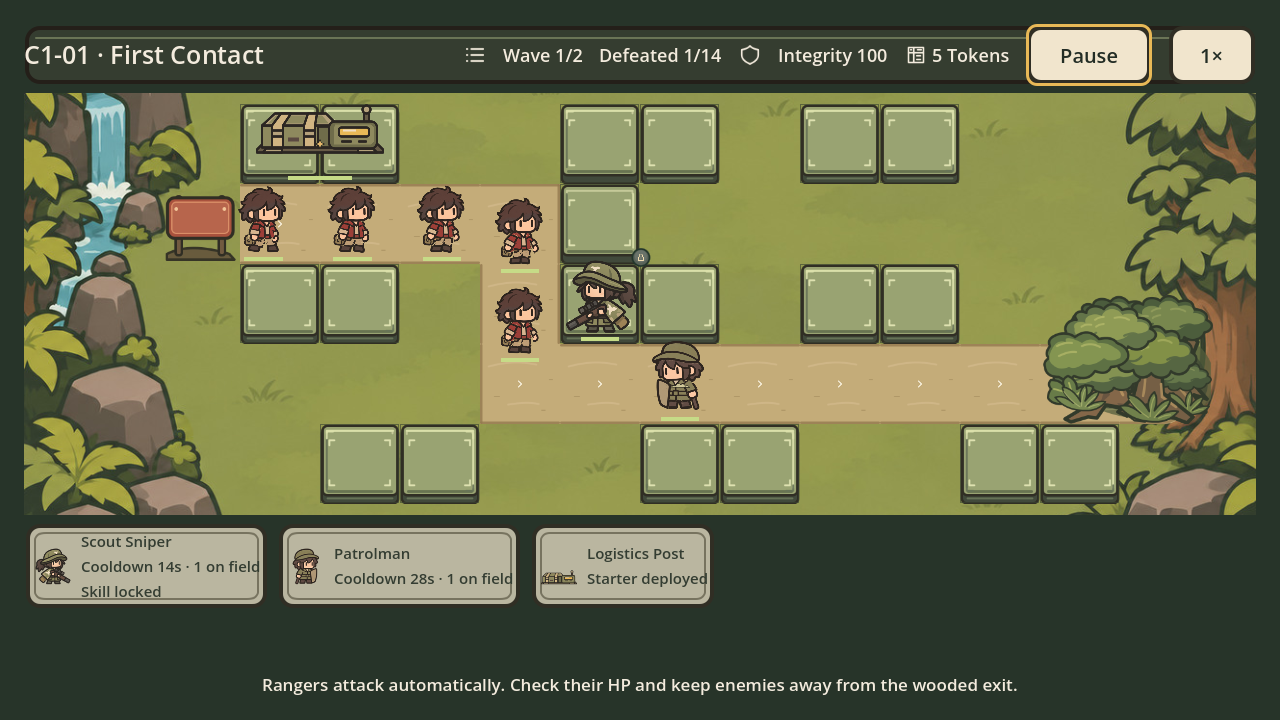 C1-01 · First Contact
Wave 1/2
Defeated 1/14
Integrity 100
5 Tokens
Pause
1×
Scout Sniper
Cooldown 14s · 1 on field
Skill locked
Patrolman
Cooldown 28s · 1 on field
Logistics Post
Starter deployed
Rangers attack automatically. Check their HP and keep enemies away from the wooded exit.